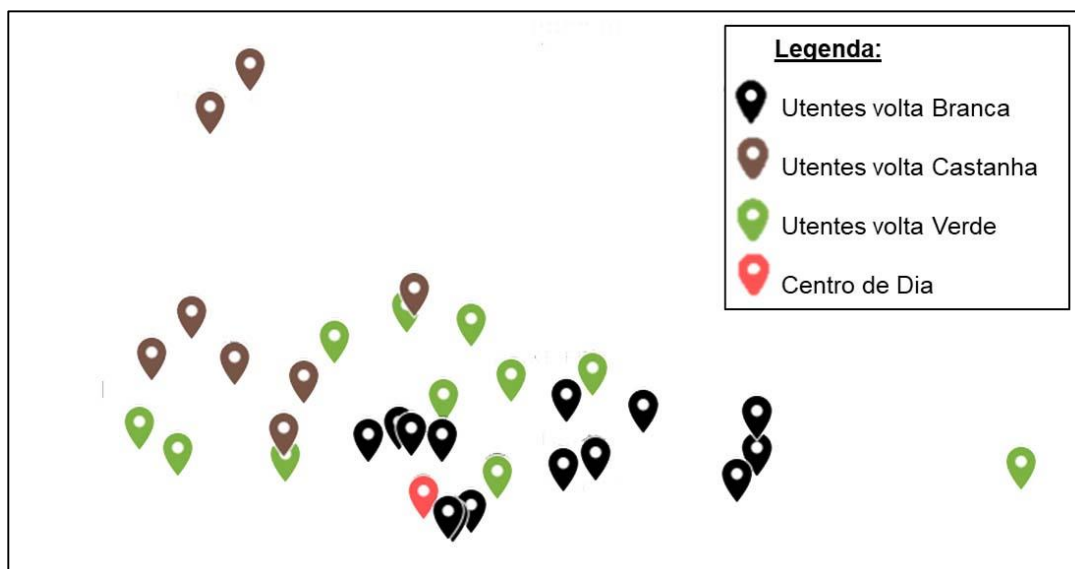 Legenda:
Utentes volta Branca
Utentes volta Castanha
Utentes volta Verde
Centro de Dia